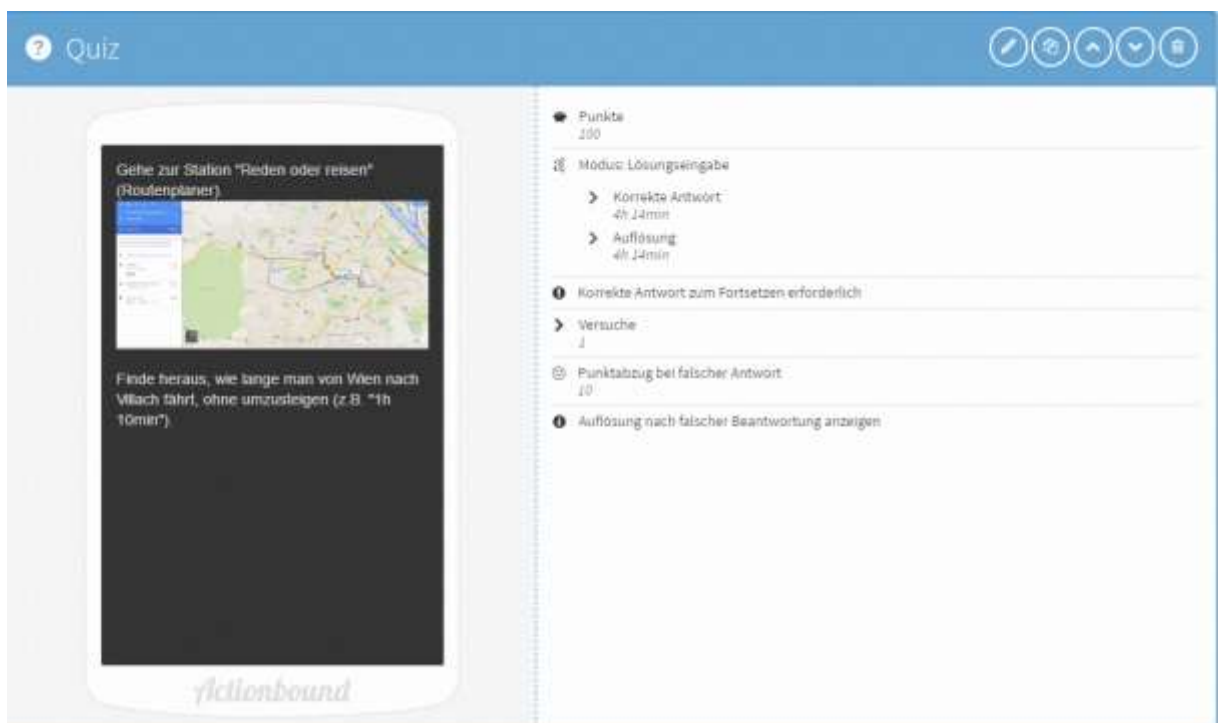 Quiz
Gehe zur Station "Reden oder reisen"
(Routenplaner).
Finde heraus, wie lange man von Wien nach
Villach fährt, ohne umzusteigen (z.B. "1h
10min").
Actionbound
Punkte
100
Modus: Lösungseingabe
Korrekte Antwort
4h 14min
Auflösung
4h 14min
Korrekte Antwort zum Fortsetzen erforderlich
Versuche
1
Punktabzug bei falscher Antwort
10
Auflösung nach falscher Beantwortung anzeigen